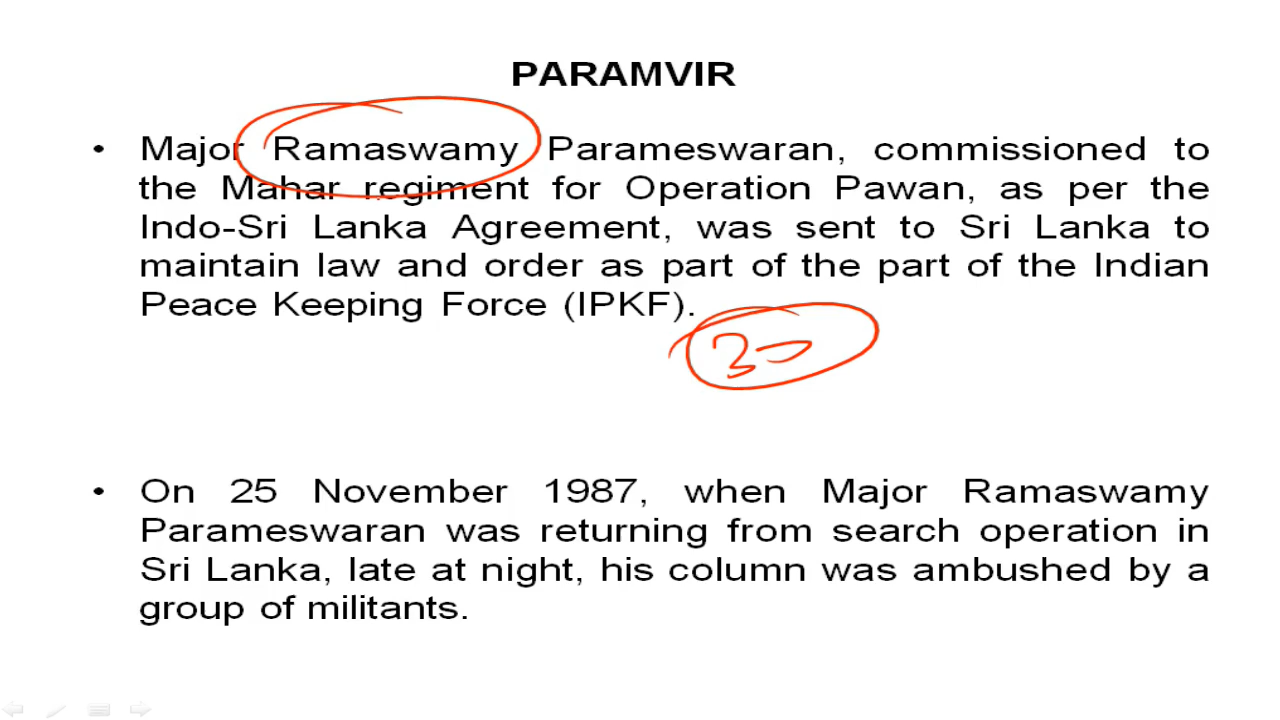 PARAMVIR
• Major Ramaswamy Parameswaran, commissioned to
the Mahar regiment for Operation Pawan, as per the
Indo-Sri Lanka Agreement, was sent to Sri Lanka to
maintain law and order as part of the part of the Indian
Peace Keeping Force (IPKF).
• On 25 November 1987, when Major Ramaswamy
Parameswaran was returning from search operation in
Sri Lanka, late at night, his column was ambushed by a
group of militants.